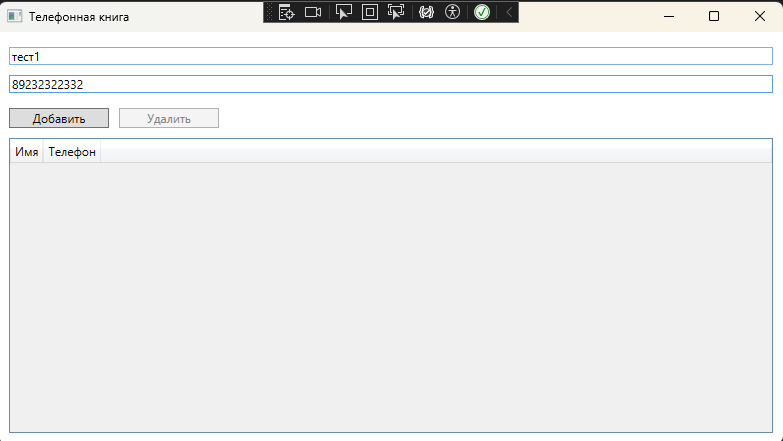 Телефонная книга
тест1
89232322332
Добавить Удалить
Имя Телефон